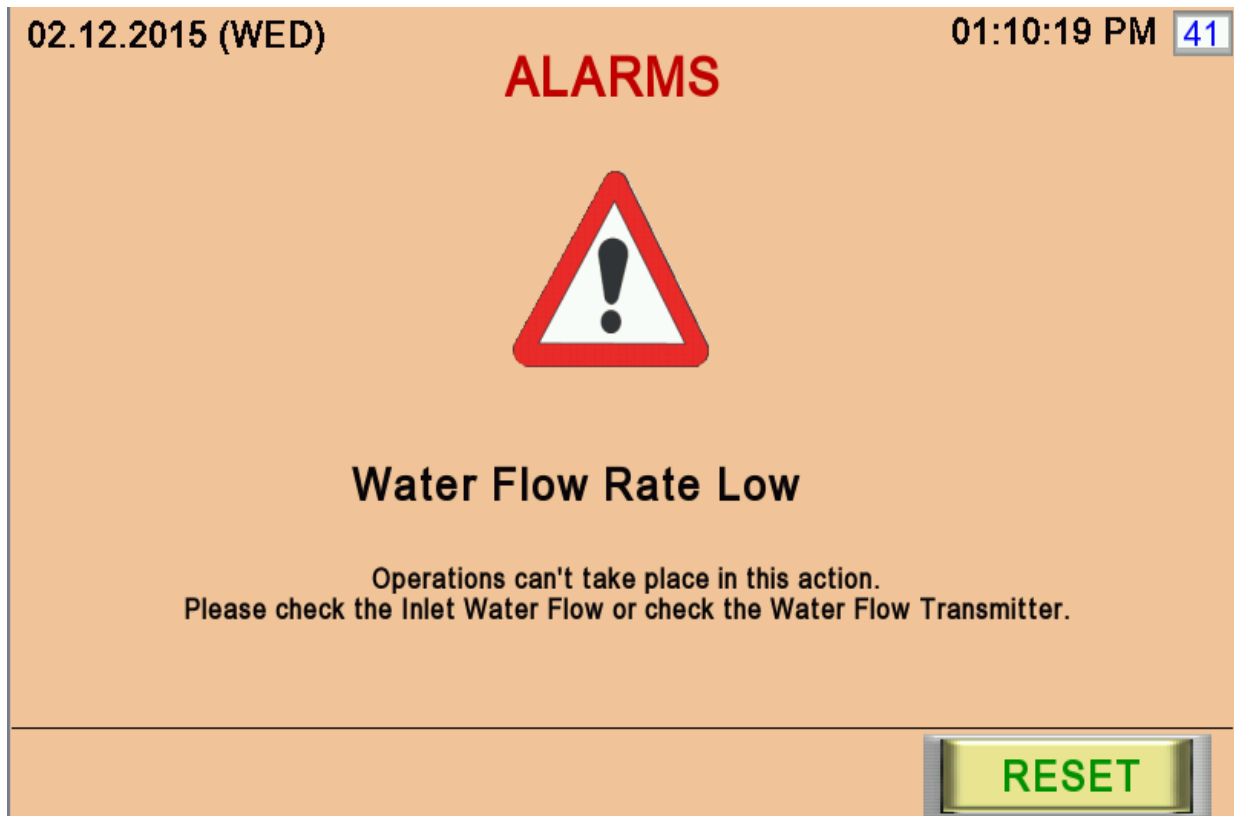 02.12.2015 (WED)
01:10:19 PM 41
ALARMS
Water Flow Rate Low
Operations can't take place in this action.
Please check the Inlet Water Flow or check the Water Flow Transmitter.
RESET